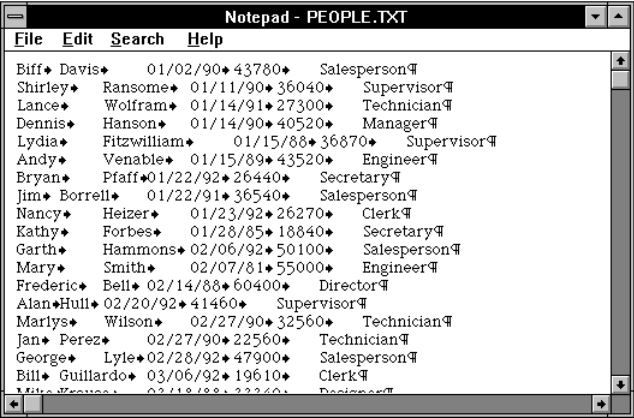 Notepad - PEOPLE.TXT
File Edit Search Help
Biff♦ Davis♦ 01/02/90♦43780♦ Salesperson¶
Shirley♦ Ransome♦ 01/11/90♦36040♦ Supervisor¶
Lance♦ Wolfram♦ 01/14/91♦27300♦ Technician¶
Dennis♦ Hanson♦ 01/14/90♦40520♦ Manager¶
Lydia♦ Fitzwilliam♦ 01/15/88♦36870♦ Supervisor¶
Andy♦ Venable♦ 01/15/89♦43520♦ Engineer¶
Bryan♦ Pfaff♦01/22/92♦26440♦ Secretary¶
Jim♦ Borrell♦ 01/22/91♦36540♦ Salesperson¶
Nancy♦ Heizer♦ 01/23/92♦26270♦ Clerk¶
Kathy♦ Forbes♦ 01/28/85♦18840♦ Secretary¶
Garth♦ Hammons♦ 02/06/92♦50100♦ Salesperson¶
Mary♦ Smith♦ 02/07/81♦55000♦ Engineer¶
Frederic♦ Bell♦ 02/14/88♦60400♦ Director¶
Alan♦Hull♦ 02/20/92♦41460♦ Supervisor¶
Marlys♦ Wilson♦ 02/27/90♦32560♦ Technician¶
Jan♦ Perez♦ 02/27/90♦22560♦ Technician¶
George♦ Lyle♦02/28/92♦47900♦ Salesperson¶
Bill♦ Guillardo♦ 03/06/92♦19610♦ Clerk¶